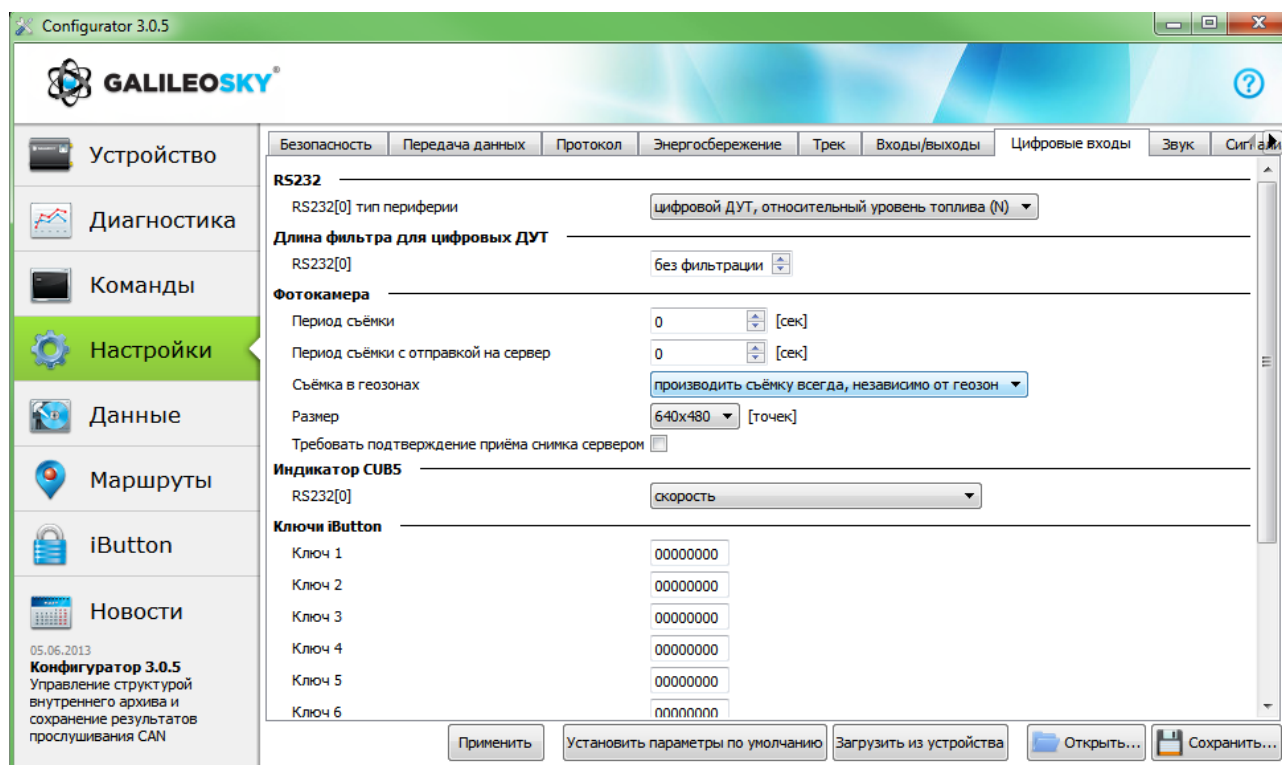 Configurator 3.0.5
GALILEOSKY®
Устройство
Диагностика
Команды
Настройки
Данные
Маршруты
iButton
Новости
05.06.2013
Конфигуратор 3.0.5
Управление структурой
внутреннего архива и
сохранение результатов
прослушивания CAN
Безопасность Передача данных Протокол Энергосбережение Трек Входы/выходы Цифровые входы Звук
RS232
RS232[0] тип периферии цифровой ДУТ, относительный уровень топлива (N)
Длина фильтра для цифровых ДУТ
RS232[0] без фильтрации
Фотокамера
Период съёмки 0 [сек]
Период съёмки с отправкой на сервер 0 [сек]
Съёмка в геозонах производить съёмку всегда, независимо от геозон
Размер 640x480 [точек]
Требовать подтверждение приёма снимка сервером
Индикатор CUB5
RS232[0] скорость
Ключи iButton
Ключ 1 00000000
Ключ 2 00000000
Ключ 3 00000000
Ключ 4 00000000
Ключ 5 00000000
Ключ 6 00000000
Применить Установить параметры по умолчанию Загрузить из устройства Открыть... Сохранить...